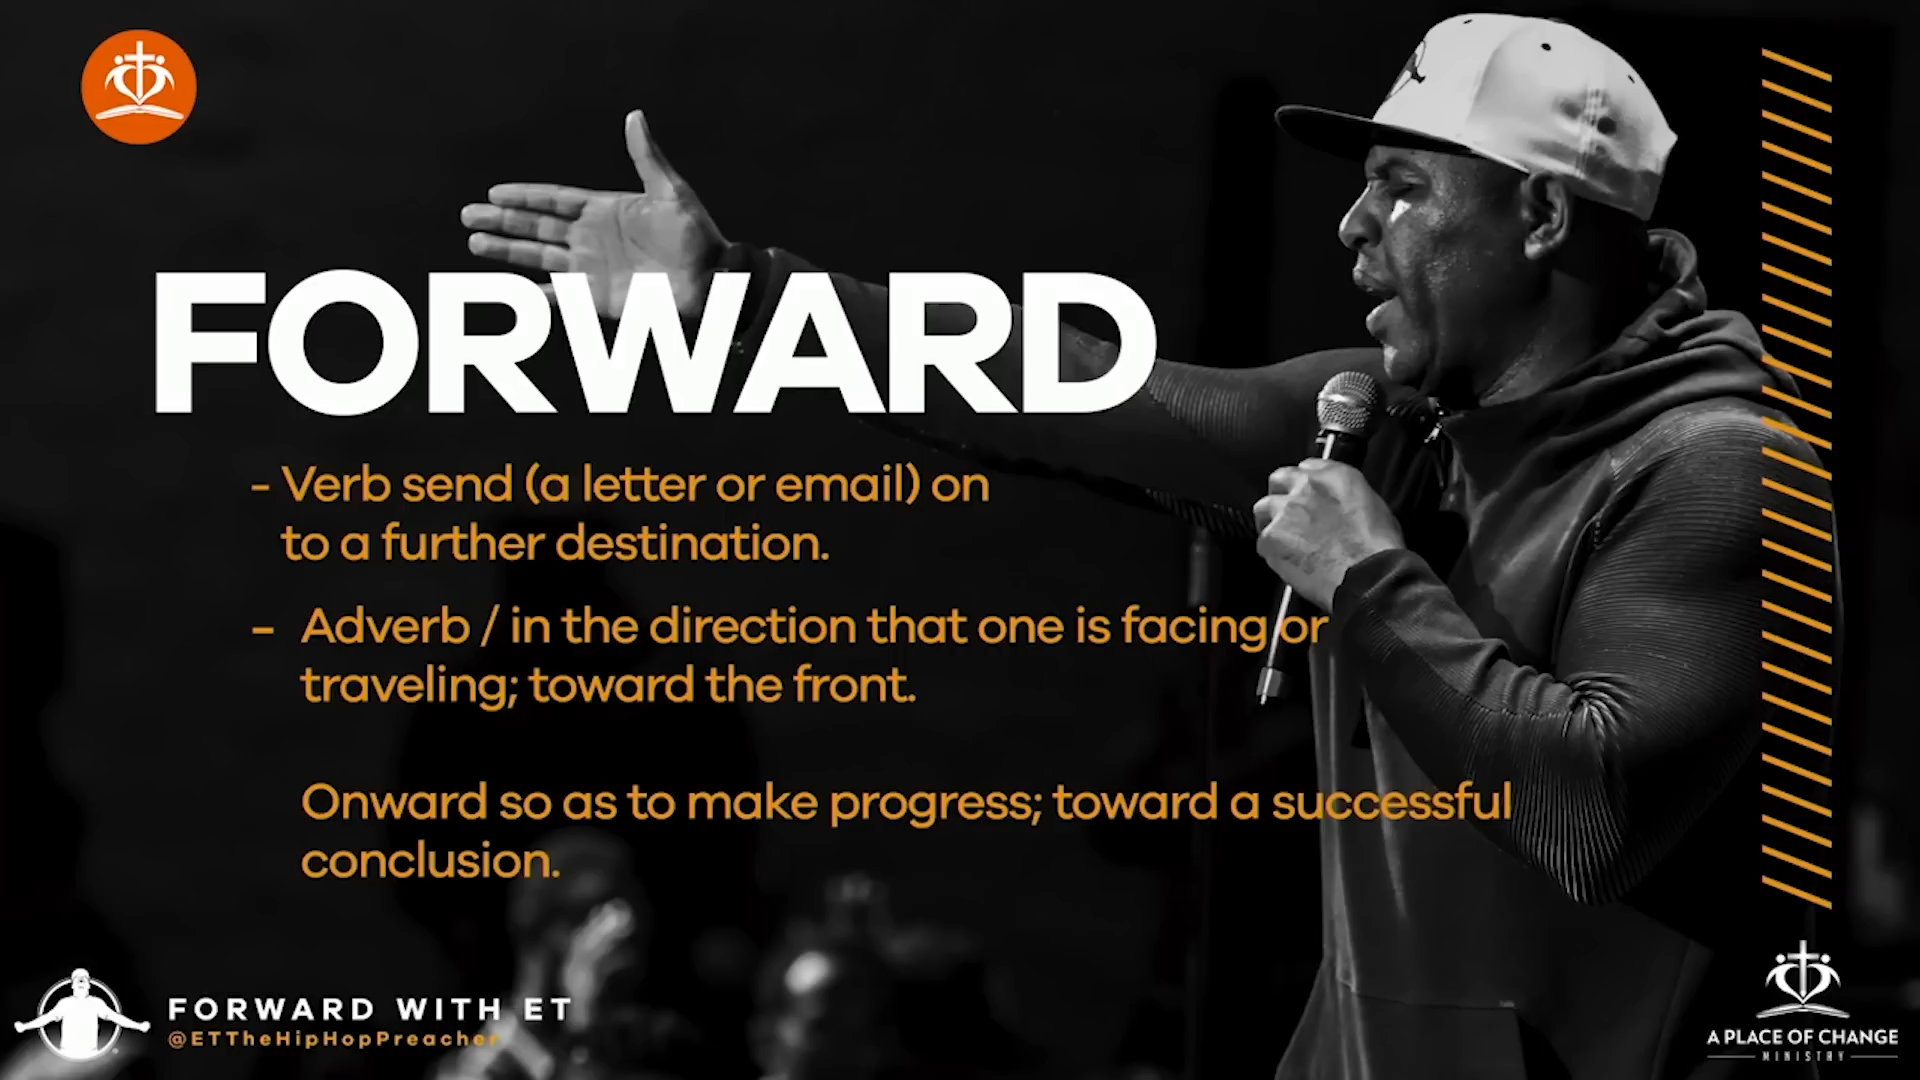 FORWARD
- Verb send (a letter or email) on
to a further destination.
- Adverb / in the direction that one is facing or
traveling; toward the front.
Onward so as to make progress; toward a successful
conclusion.
FORWARD WITH ET
@ETTheHipHopPreacher
A PLACE OF CHANGE
MINISTRY